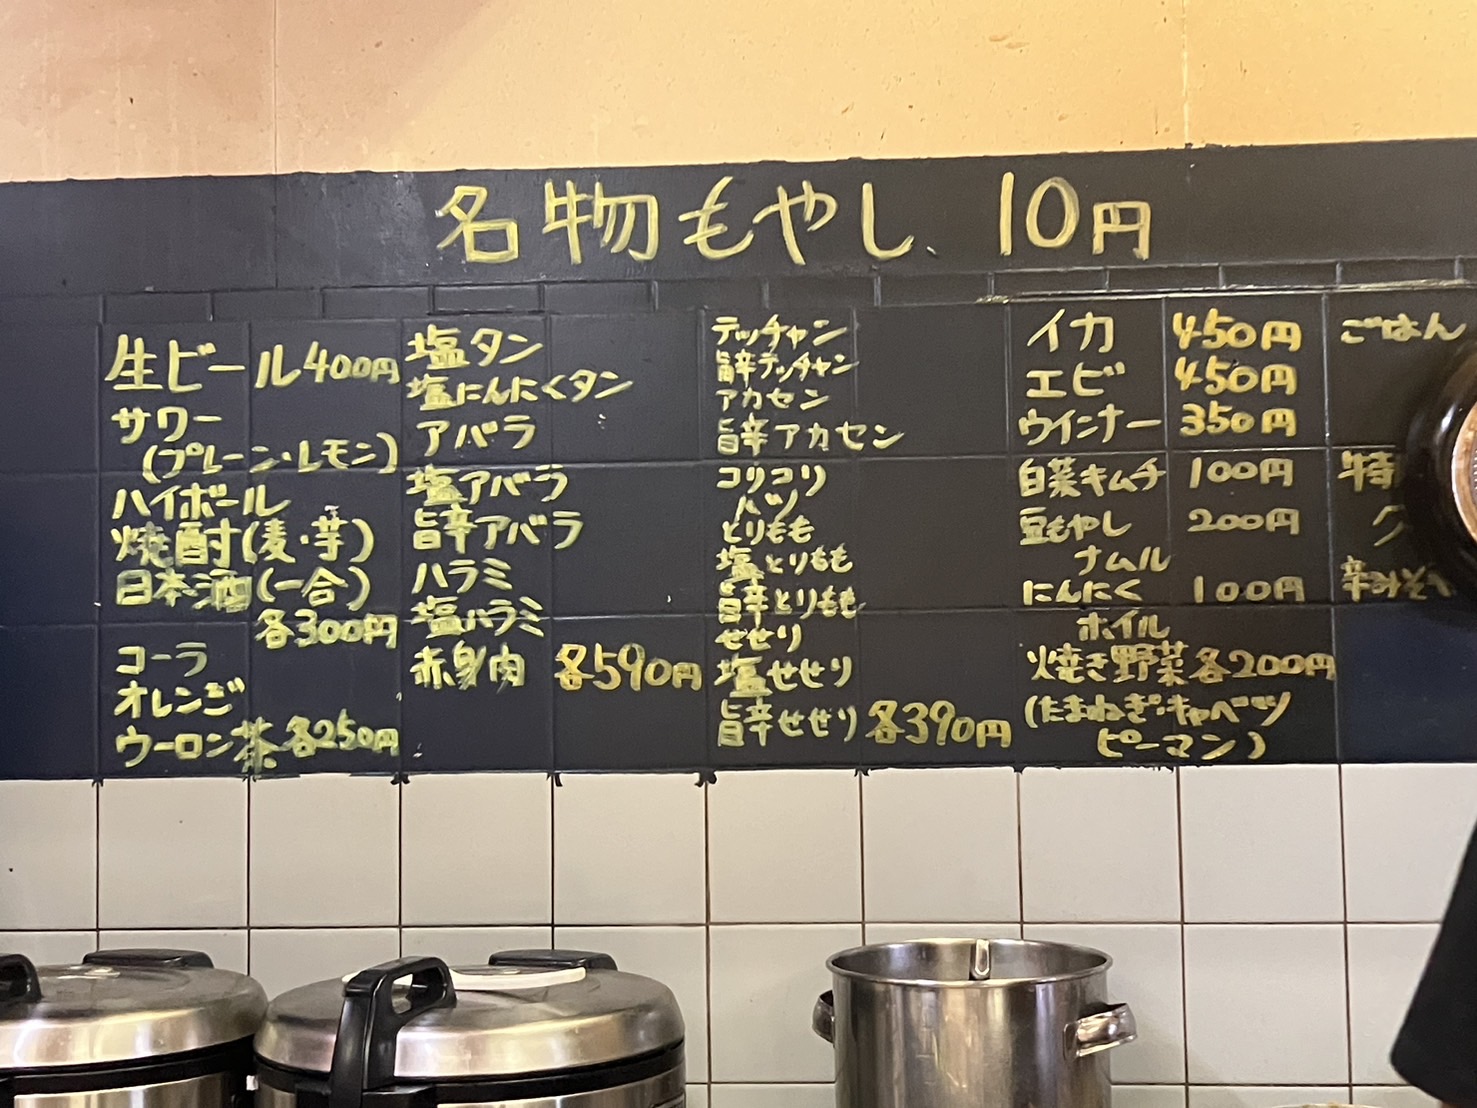 名物もやし、10円
生ビール400円
サワー
(プレーン・レモン)
ハイボール
焼酎(麦・芋)
日本酒(一合)
各300円
コーラ
オレンジ
ウーロン茶 各250円
塩タン
塩にんにくタン
アバラ
塩アバラ
旨辛アバラ
ハラミ
塩ハラミ
赤身肉 各590円
テッチャン
旨辛テッチャン
アカセン
旨辛アカセン
コリコリ
ハツ
とりもも
塩とりもも
旨辛とりもも
せせり
塩せせり
旨辛せせり 各390円
イカ 450円
エビ 450円
ウインナー 350円
白菜キムチ 100円
豆もやし 200円
ナムル
にんにく 100円
ホイル
焼き野菜各200円
(たまねぎ・キャベツ
ピーマン)
ごはん
特
辛みそ